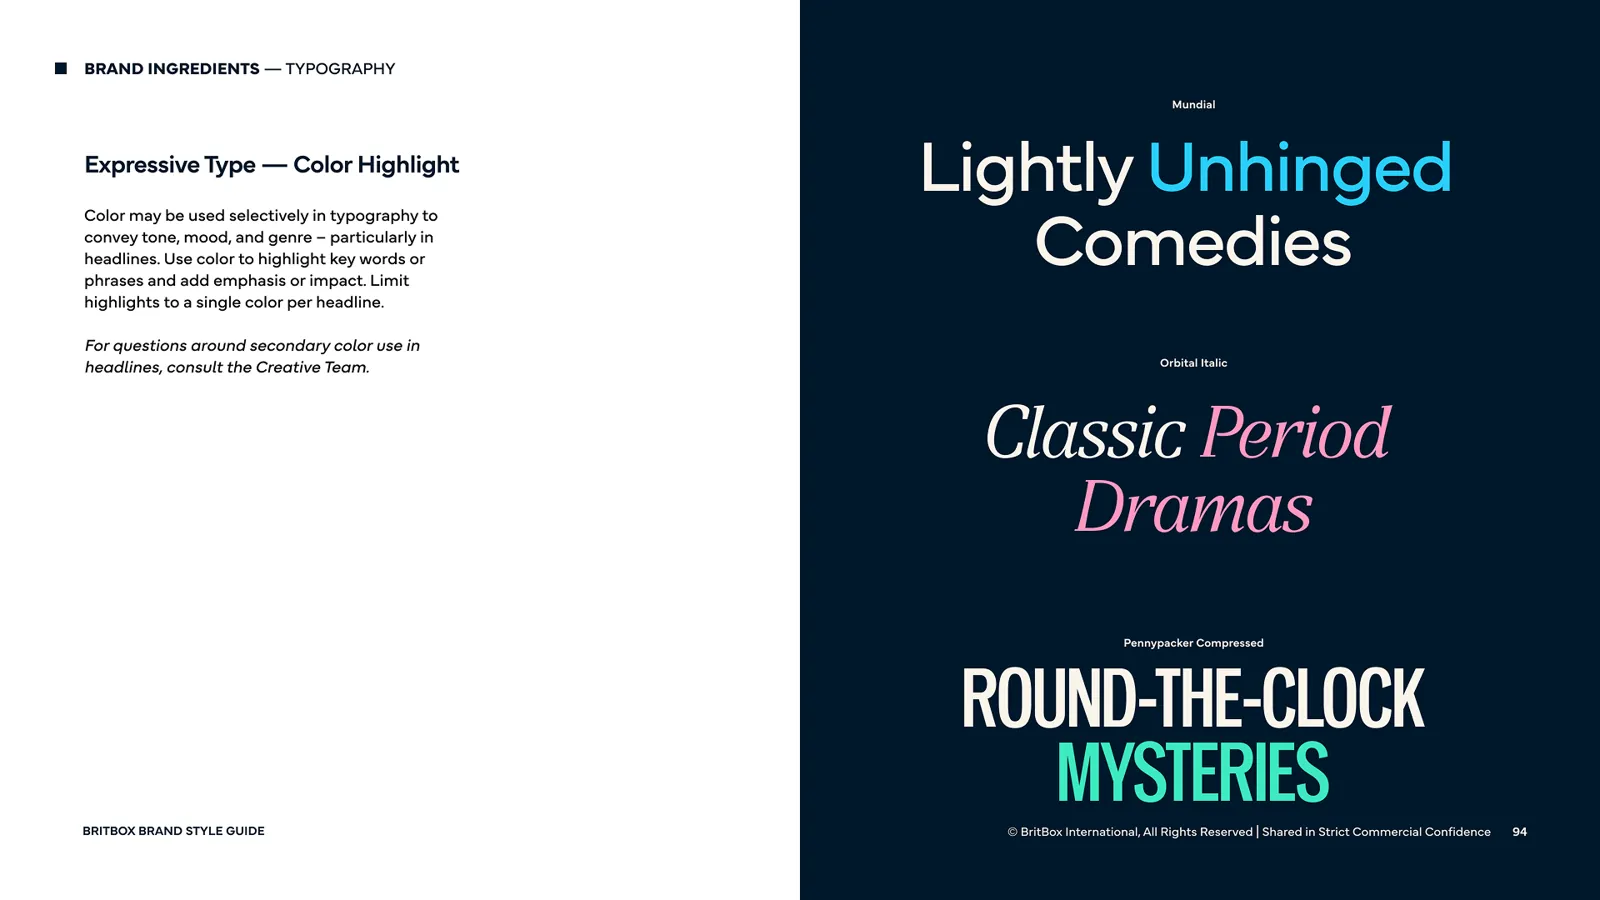 BRAND INGREDIENTS — TYPOGRAPHY
Expressive Type — Color Highlight
Color may be used selectively in typography to
convey tone, mood, and genre – particularly in
headlines. Use color to highlight key words or
phrases and add emphasis or impact. Limit
highlights to a single color per headline.
For questions around secondary color use in
headlines, consult the Creative Team.
BRITBOX BRAND STYLE GUIDE
Mundial
Lightly Unhinged
Comedies
Orbital Italic
Classic Period
Dramas
Pennypacker Compressed
ROUND-THE-CLOCK
MYSTERIES
© BritBox International, All Rights Reserved | Shared in Strict Commercial Confidence 94